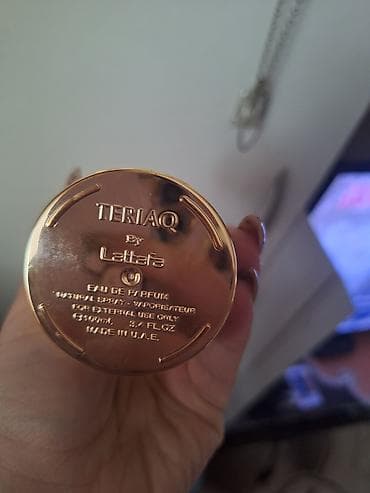 TERIAQ
By
Lattafa
EAU DE PARFUM
NATURAL SPRAY - VAPORISATEUR
FOR EXTERNAL USE ONLY
℮100ml 3.4 FL.OZ
MADE IN U.A.E.